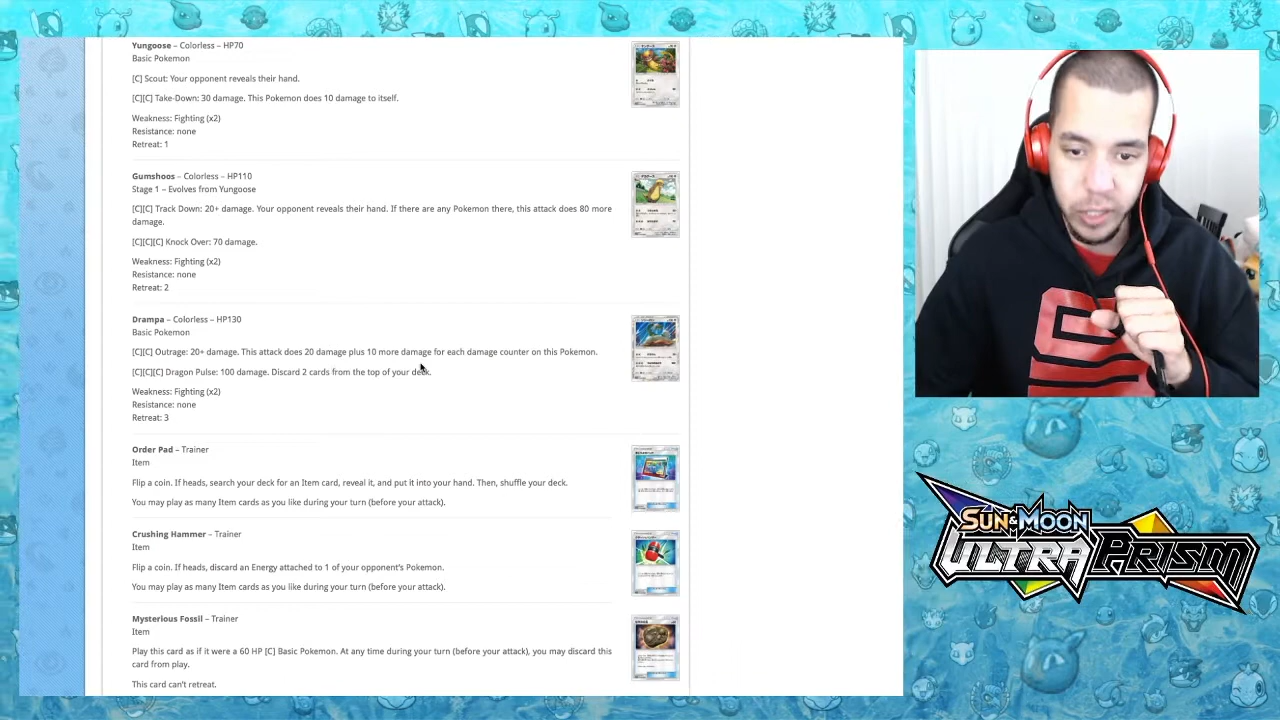 Yungoose – Colorless – HP70
Basic Pokemon
[C] Scout: Your opponent reveals their hand.
[C][C] Take-Down: 30 damage. This Pokemon does 10 damage to itself.
Weakness: Fighting (x2)
Resistance: none
Retreat: 1
Gumshoos – Colorless – HP110
Stage 1 – Evolves from Yungoose
[C][C] Track Down: 20+ damage. Your opponent reveals their hand. If there are any Pokemon there, this attack does 80 more
damage.
[C][C][C] Knock Over: 70 damage.
Weakness: Fighting (x2)
Resistance: none
Retreat: 2
Drampa – Colorless – HP130
Basic Pokemon
[C][C] Outrage: 20+ damage. This attack does 20 damage plus 10 more damage for each damage counter on this Pokemon.
[C][C][C] Dragon Pulse: 100 damage. Discard 2 cards from the top of your deck.
Weakness: Fighting (x2)
Resistance: none
Retreat: 3
Order Pad – Trainer
Item
Flip a coin. If heads, search your deck for an Item card, reveal it, and put it into your hand. Then, shuffle your deck.
You may play as many Item cards as you like during your turn (before your attack).
Crushing Hammer – Trainer
Item
Flip a coin. If heads, discard an Energy attached to 1 of your opponent's Pokemon.
You may play as many Item cards as you like during your turn (before your attack).
Mysterious Fossil – Trainer
Item
Play this card as if it were a 60 HP [C] Basic Pokemon. At any time during your turn (before your attack), you may discard this
card from play.
This card can't retreat.
SUN & MOON
ULTRA PRISM